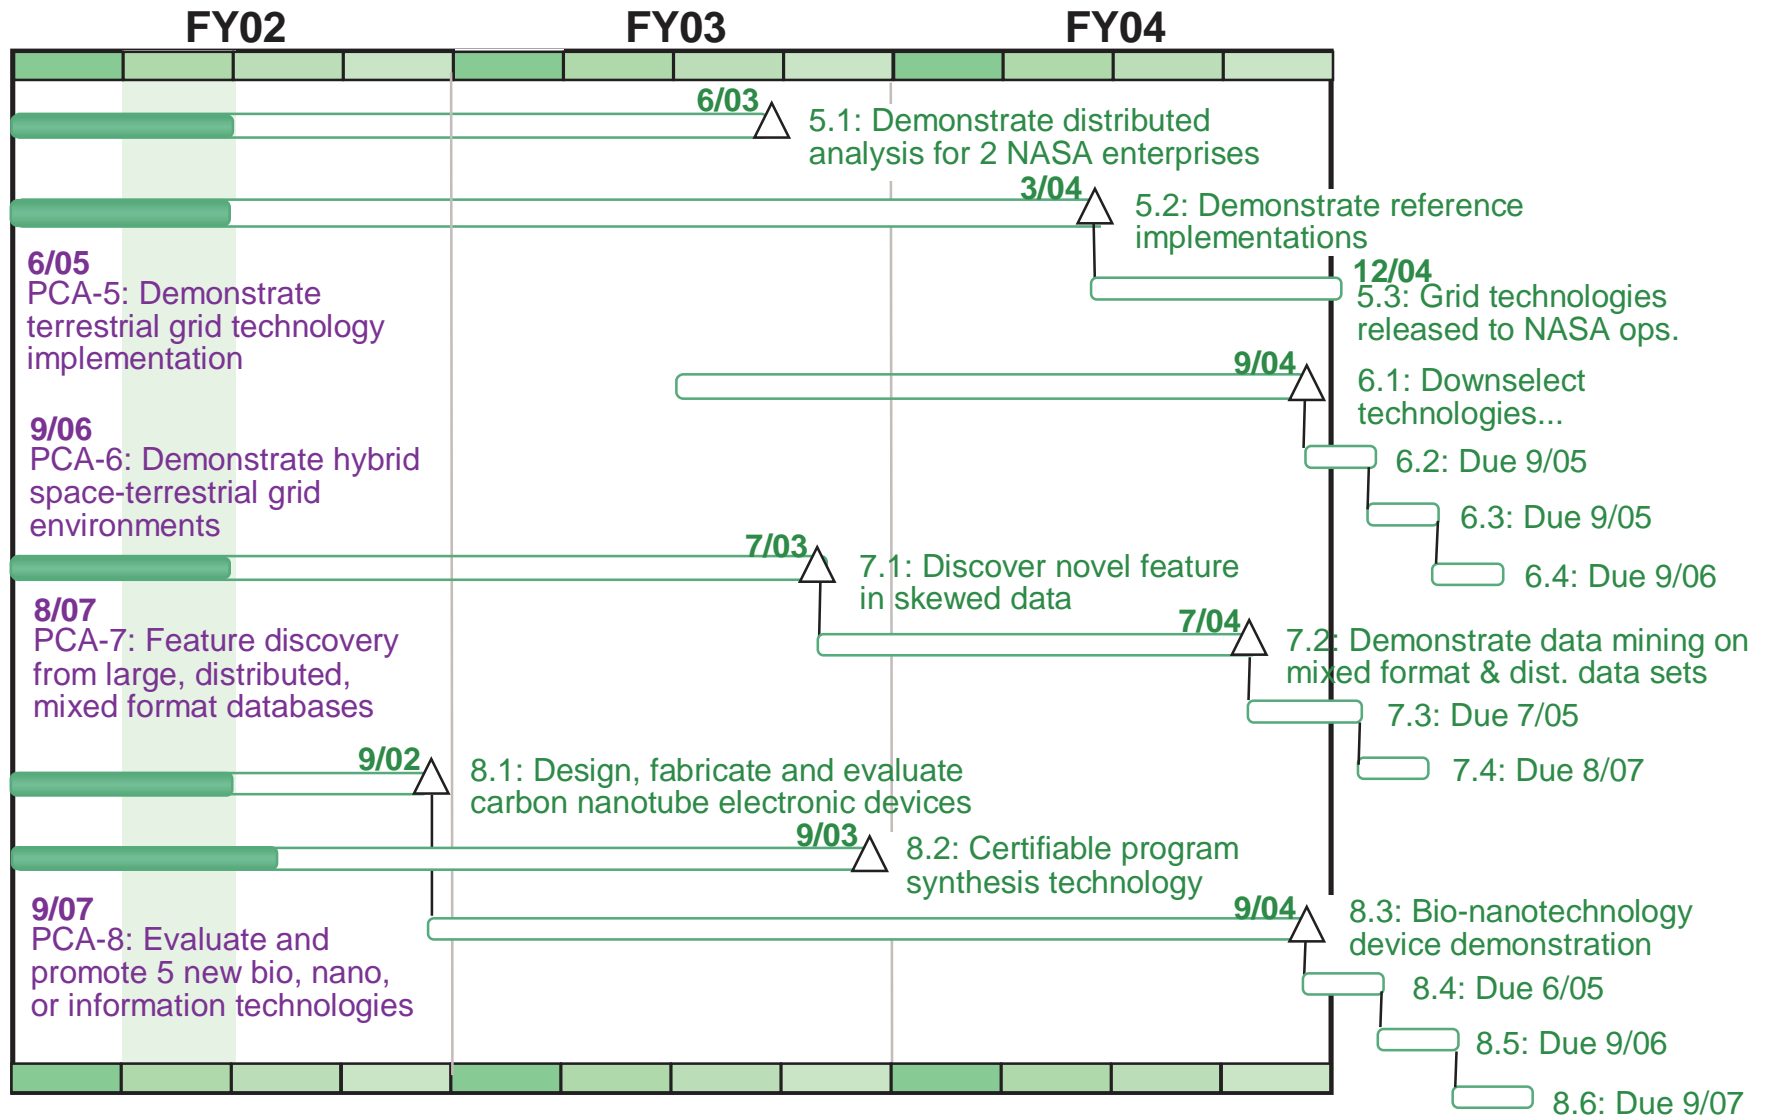 FY02 FY03 FY04
6/03
5.1: Demonstrate distributed
analysis for 2 NASA enterprises
3/04
5.2: Demonstrate reference
implementations
6/05
PCA-5: Demonstrate
terrestrial grid technology
implementation
12/04
5.3: Grid technologies
released to NASA ops.
9/04
6.1: Downselect
technologies...
9/06
PCA-6: Demonstrate hybrid
space-terrestrial grid
environments
6.2: Due 9/05
6.3: Due 9/05
6.4: Due 9/06
7/03
7.1: Discover novel feature
in skewed data
8/07
PCA-7: Feature discovery
from large, distributed,
mixed format databases
7/04
7.2: Demonstrate data mining on
mixed format & dist. data sets
7.3: Due 7/05
7.4: Due 8/07
9/02
8.1: Design, fabricate and evaluate
carbon nanotube electronic devices
9/03
8.2: Certifiable program
synthesis technology
9/07
PCA-8: Evaluate and
promote 5 new bio, nano,
or information technologies
9/04
8.3: Bio-nanotechnology
device demonstration
8.4: Due 6/05
8.5: Due 9/06
8.6: Due 9/07